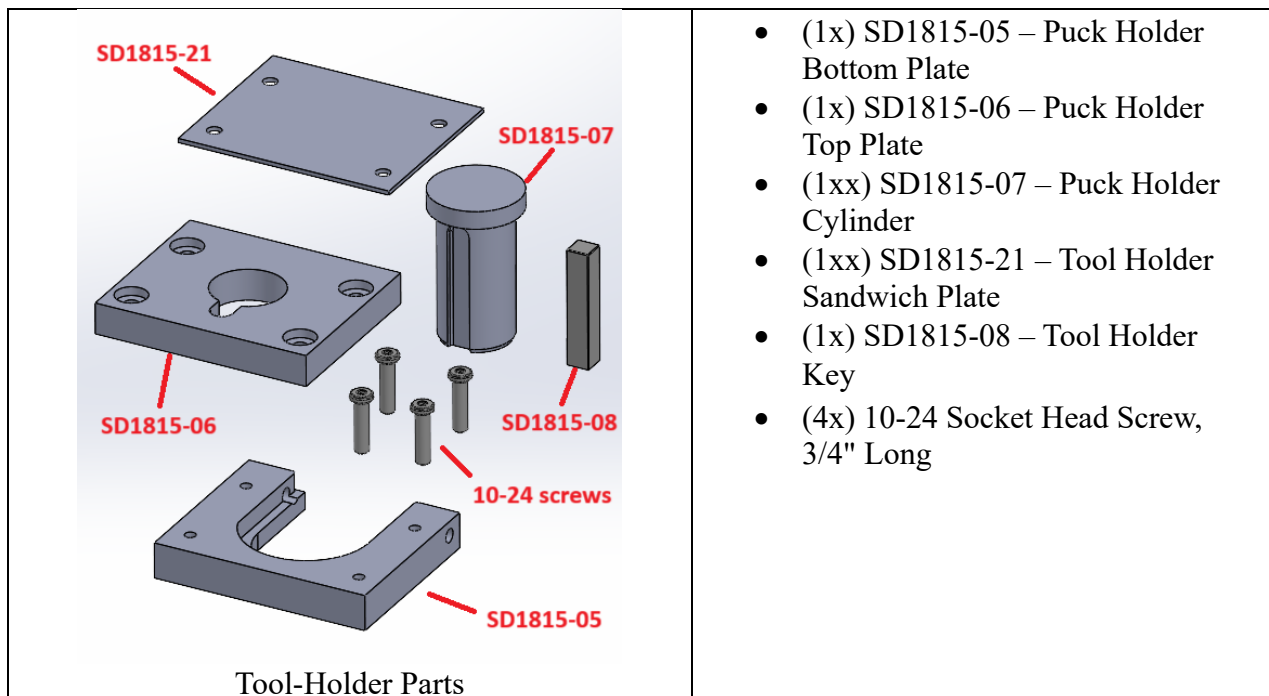 SD1815-21
SD1815-07
SD1815-06
SD1815-08
10-24 screws
SD1815-05
Tool-Holder Parts
• (1x) SD1815-05 – Puck Holder
Bottom Plate
• (1x) SD1815-06 – Puck Holder
Top Plate
• (1xx) SD1815-07 – Puck Holder
Cylinder
• (1xx) SD1815-21 – Tool Holder
Sandwich Plate
• (1x) SD1815-08 – Tool Holder
Key
• (4x) 10-24 Socket Head Screw,
3/4" Long